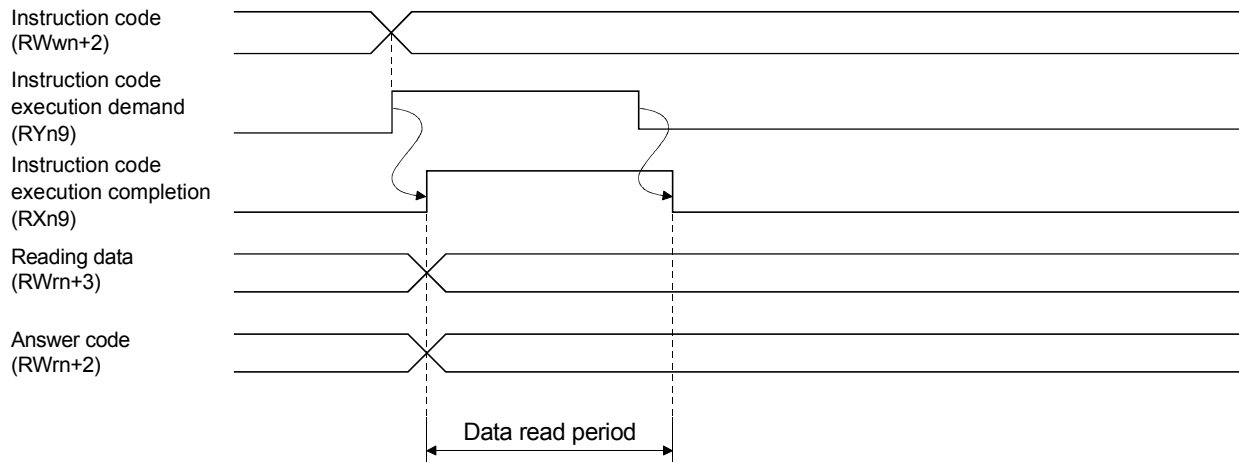 Instruction code
(RWwn+2)
Instruction code
execution demand
(RYn9)
Instruction code
execution completion
(RXn9)
Reading data
(RWrn+3)
Answer code
(RWrn+2)
Data read period